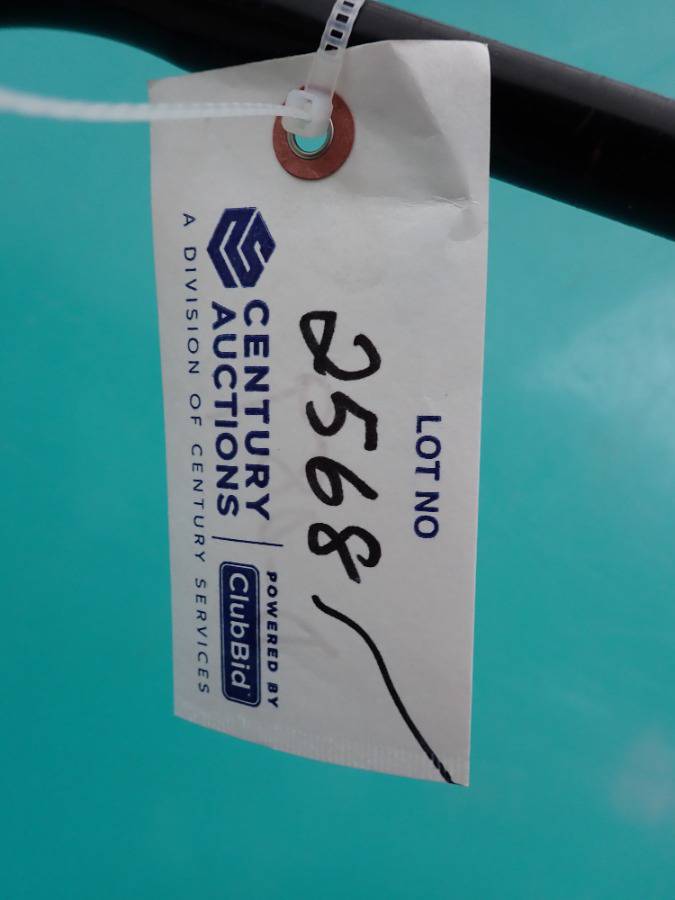 LOT NO
2568
CENTURY
AUCTIONS
POWERED BY
ClubBid
A DIVISION OF CENTURY SERVICES